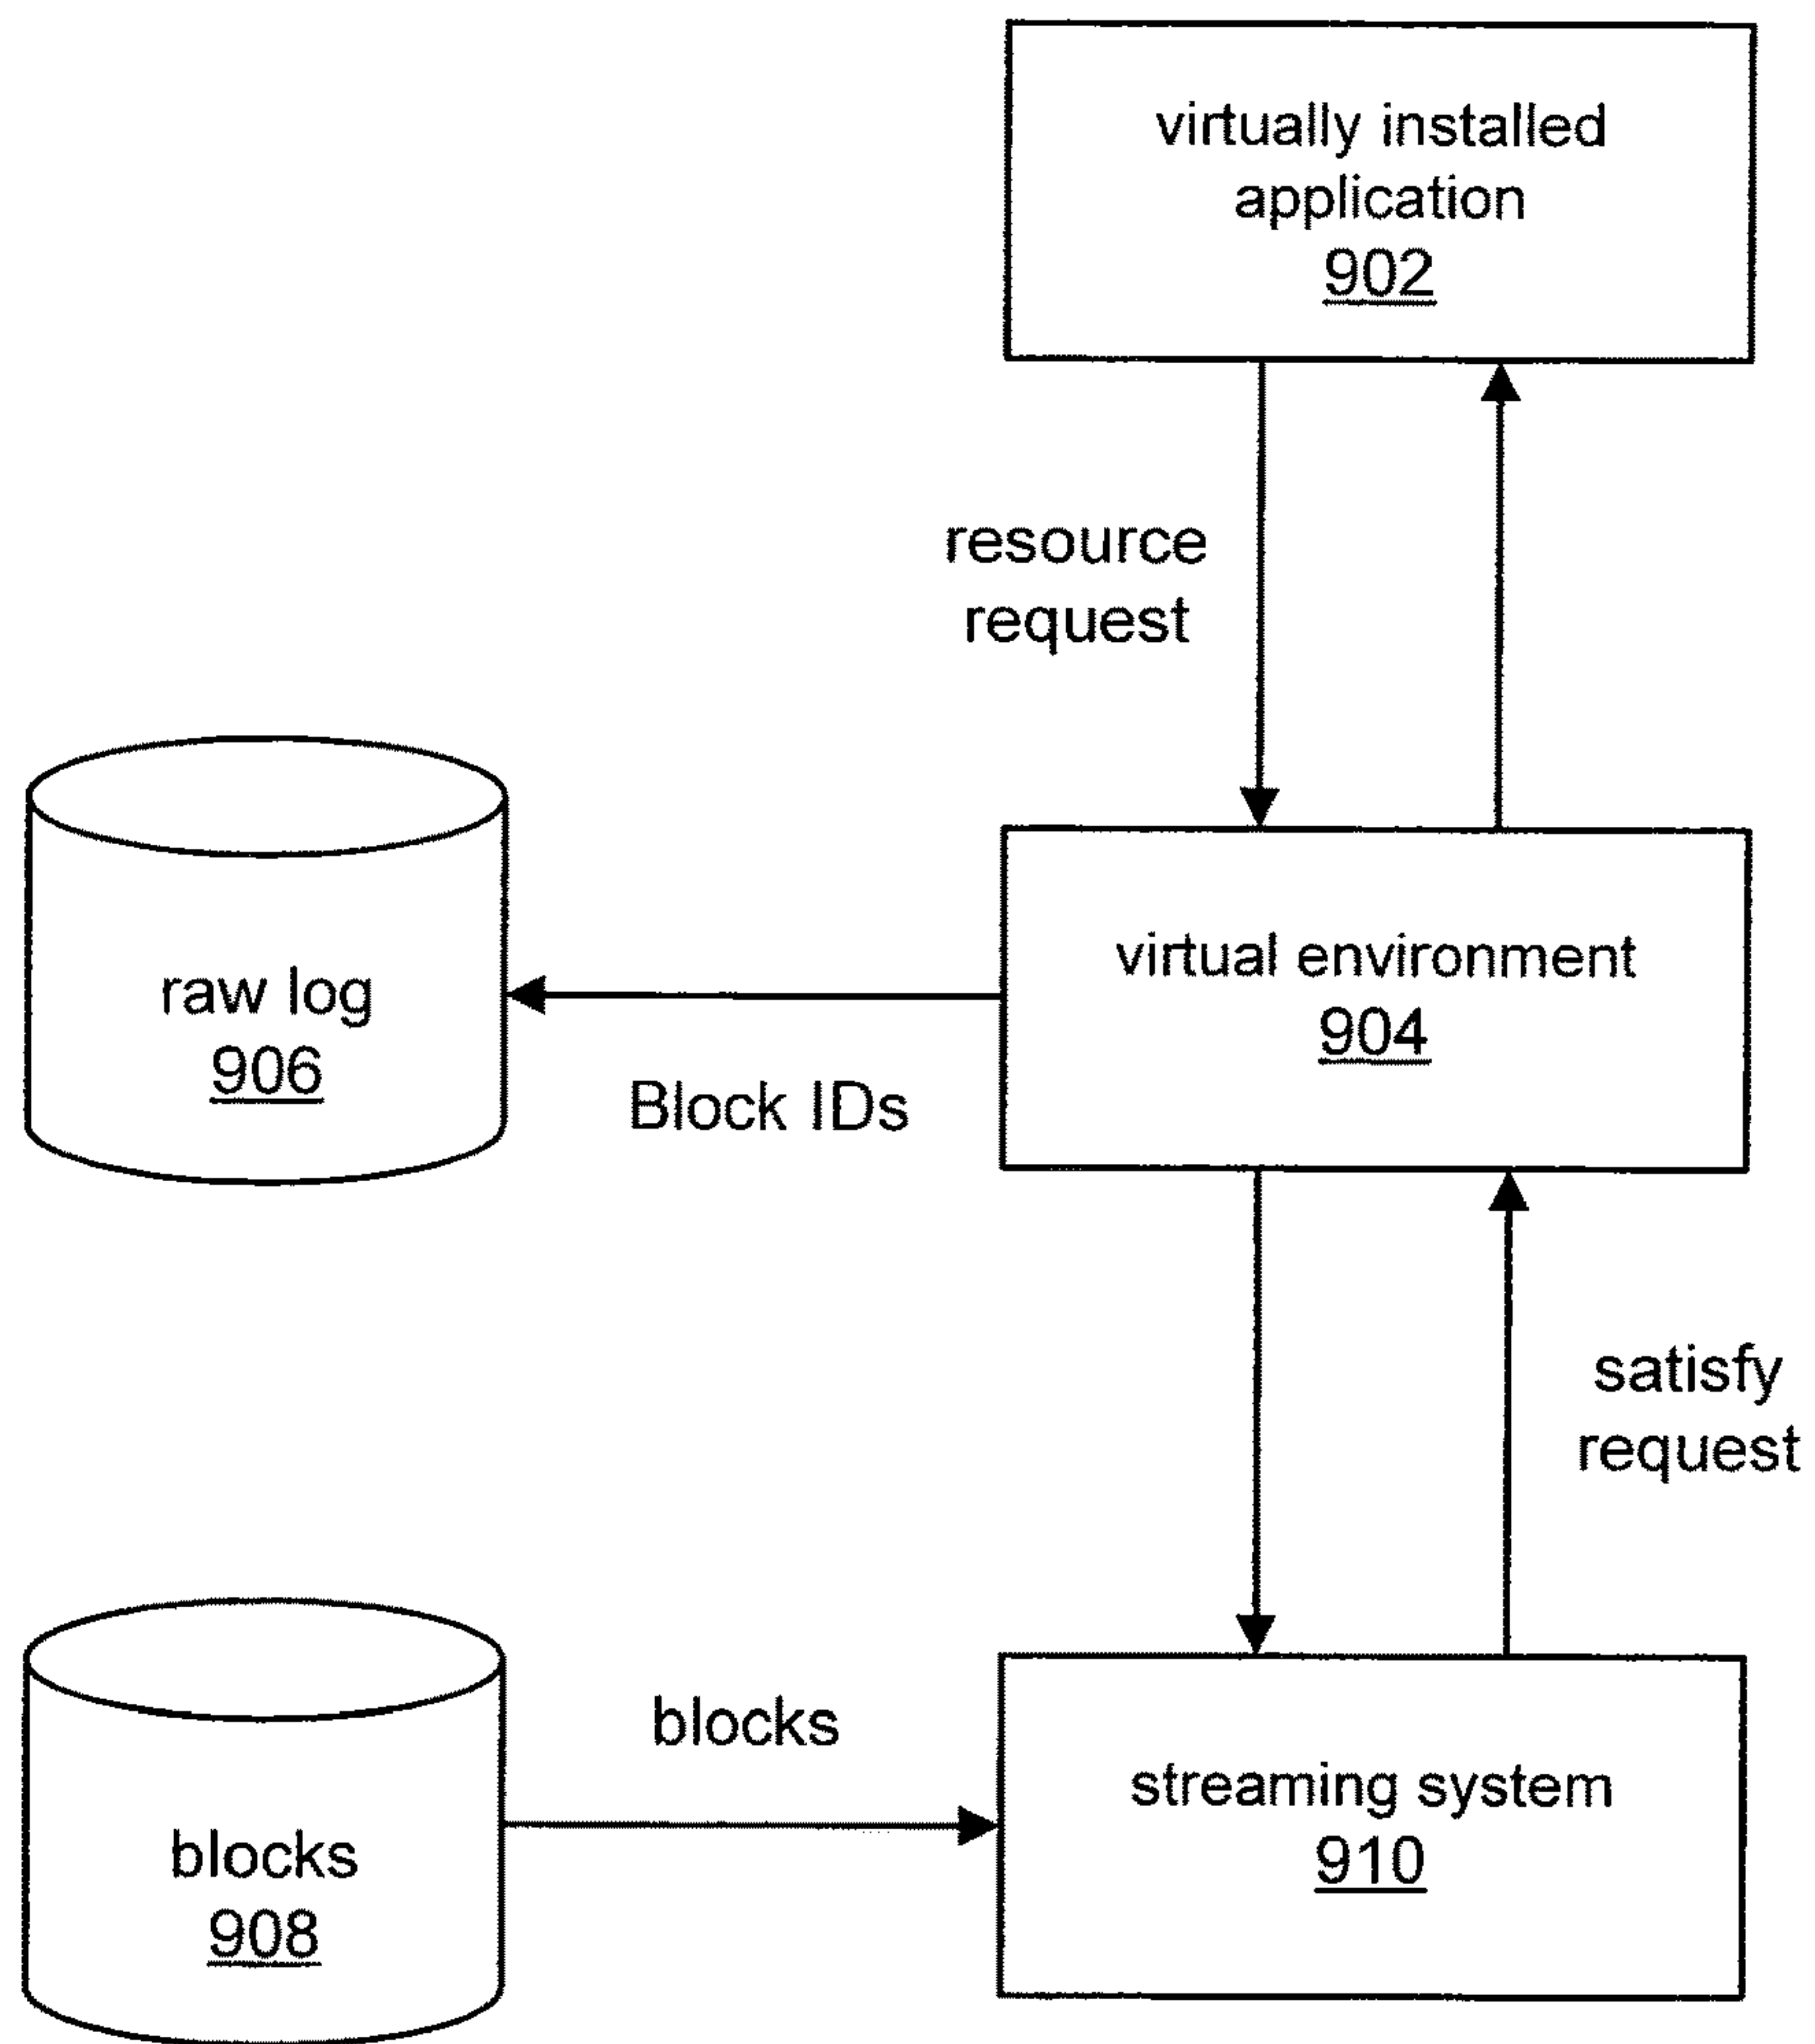 virtually installed
application
902
resource
request
virtual environment
904
raw log
906
Block IDs
satisfy
request
blocks
streaming system
910
blocks
908